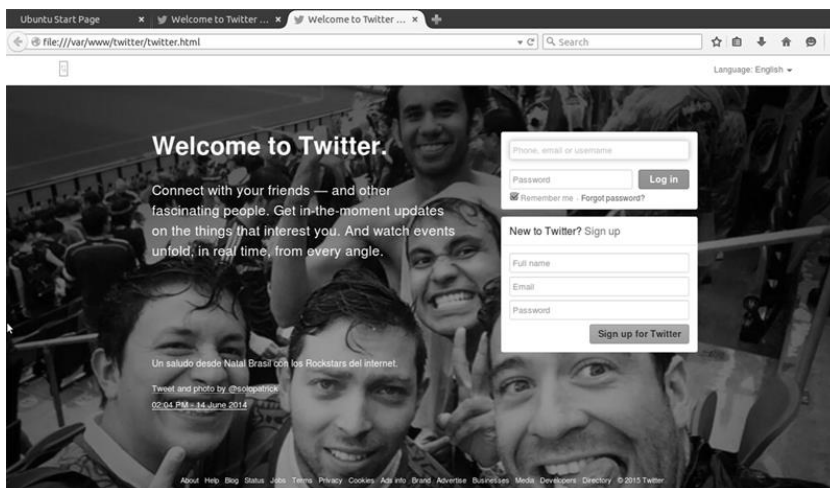 Ubuntu Start Page × Welcome to Twitter ... × Welcome to Twitter ... ×
file:///var/www/twitter/twitter.html Search
Language: English
Welcome to Twitter.
Connect with your friends — and other
fascinating people. Get in-the-moment updates
on the things that interest you. And watch events
unfold, in real time, from every angle.
Un saludo desde Natal Brasil con los Rockstars del internet.
Tweet and photo by @solopatrick
02:04 PM - 14 June 2014
Phone, email or username
Password Log in
Remember me · Forgot password?
New to Twitter? Sign up
Full name
Email
Password
Sign up for Twitter
About Help Blog Status Jobs Terms Privacy Cookies Ads info Brand Advertise Businesses Media Developers Directory © 2015 Twitter